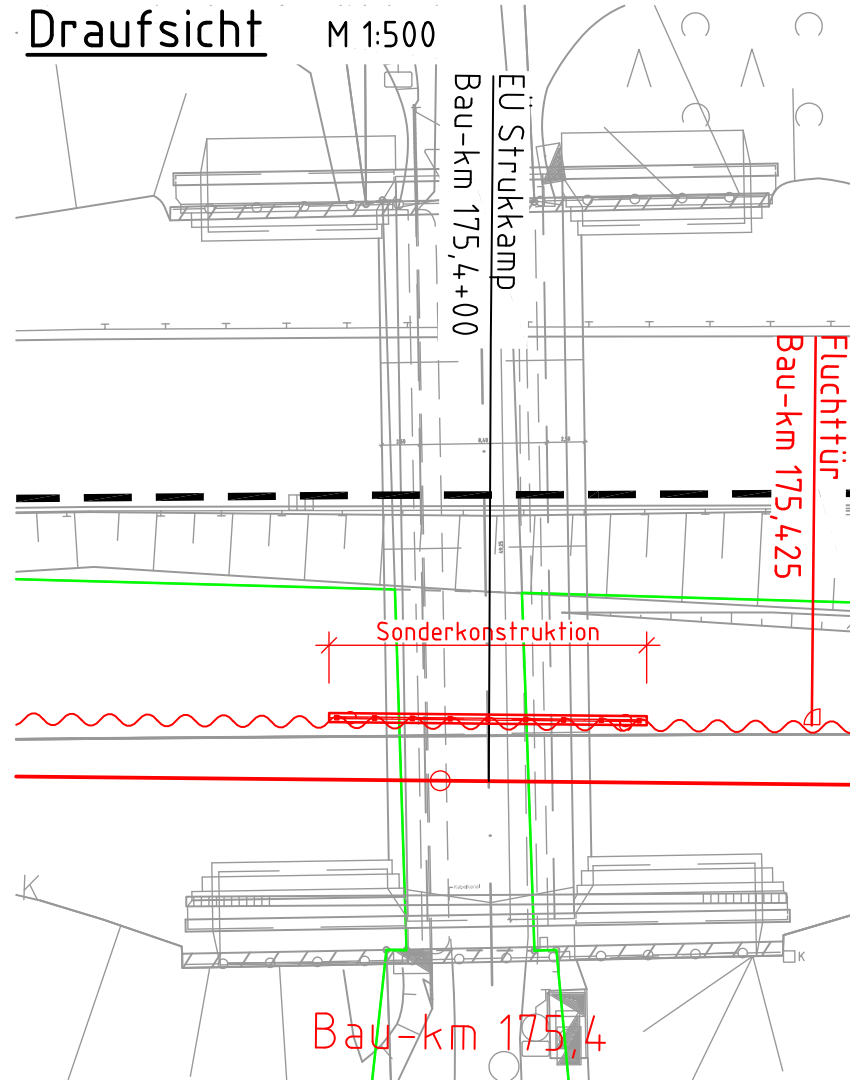 Draufsicht M 1:500
EÜ Strukkamp
Bau-km 175,4+00
Fluchttür
Bau-km 175,425
Sonderkonstruktion
K
K
Bau-km 175,4